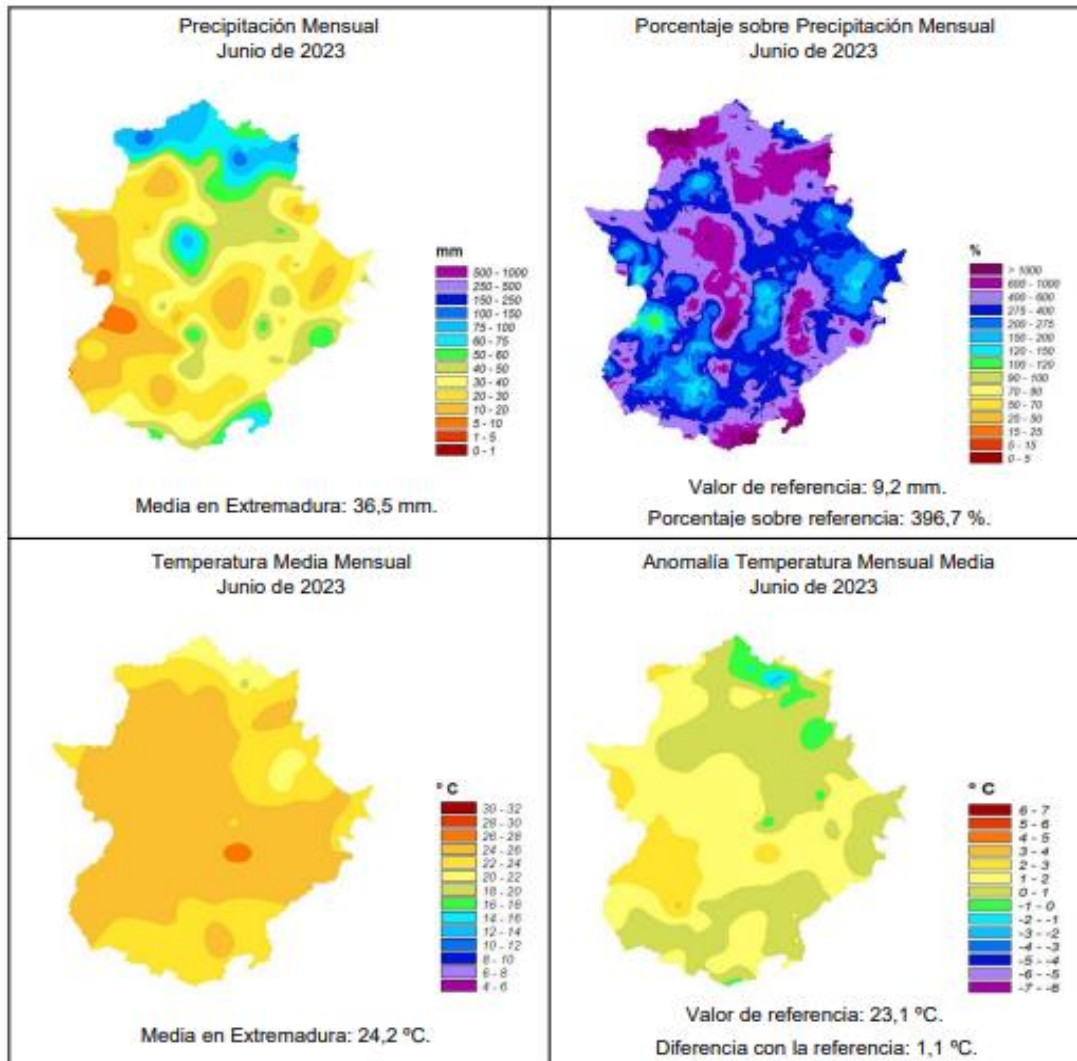 Precipitación Mensual
Junio de 2023
mm
500 - 1000
250 - 500
150 - 250
100 - 150
75 - 100
60 - 75
50 - 60
40 - 50
30 - 40
20 - 30
10 - 20
5 - 10
1 - 5
0 - 1
Media en Extremadura: 36,5 mm.
Porcentaje sobre Precipitación Mensual
Junio de 2023
%
> 1000
600 - 1000
400 - 600
275 - 400
200 - 275
150 - 200
120 - 150
100 - 120
90 - 100
70 - 90
50 - 70
25 - 50
15 - 25
5 - 15
0 - 5
Valor de referencia: 9,2 mm.
Porcentaje sobre referencia: 396,7 %.
Temperatura Media Mensual
Junio de 2023
º C
30 - 32
28 - 30
26 - 28
24 - 26
22 - 24
20 - 22
18 - 20
16 - 18
14 - 16
12 - 14
10 - 12
8 - 10
6 - 8
4 - 6
Media en Extremadura: 24,2 ºC.
Anomalía Temperatura Mensual Media
Junio de 2023
º C
6 - 7
5 - 6
4 - 5
3 - 4
2 - 3
1 - 2
0 - 1
-1 - 0
-2 - -1
-3 - -2
-4 - -3
-5 - -4
-6 - -5
-7 - -6
Valor de referencia: 23,1 ºC.
Diferencia con la referencia: 1,1 ºC.